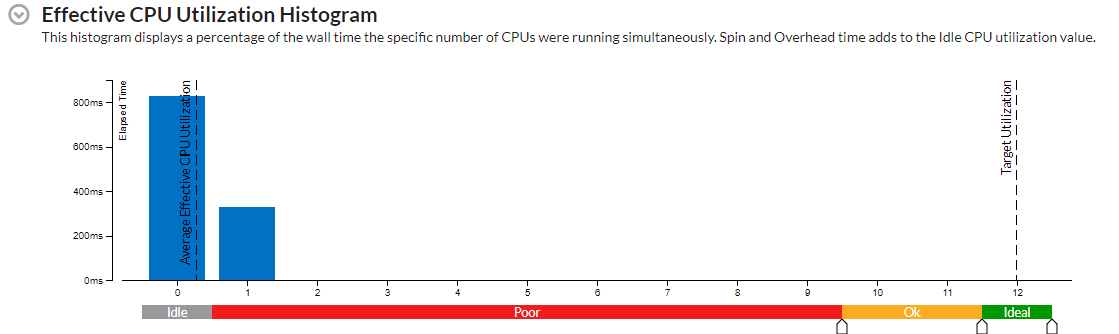 Effective CPU Utilization Histogram
This histogram displays a percentage of the wall time the specific number of CPUs were running simultaneously. Spin and Overhead time adds to the Idle CPU utilization value.
Elapsed Time
800ms
600ms
400ms
200ms
0ms
Average Effective CPU Utilization
Target Utilization
0 1 2 3 4 5 6 7 8 9 10 11 12
Idle Poor Ok Ideal